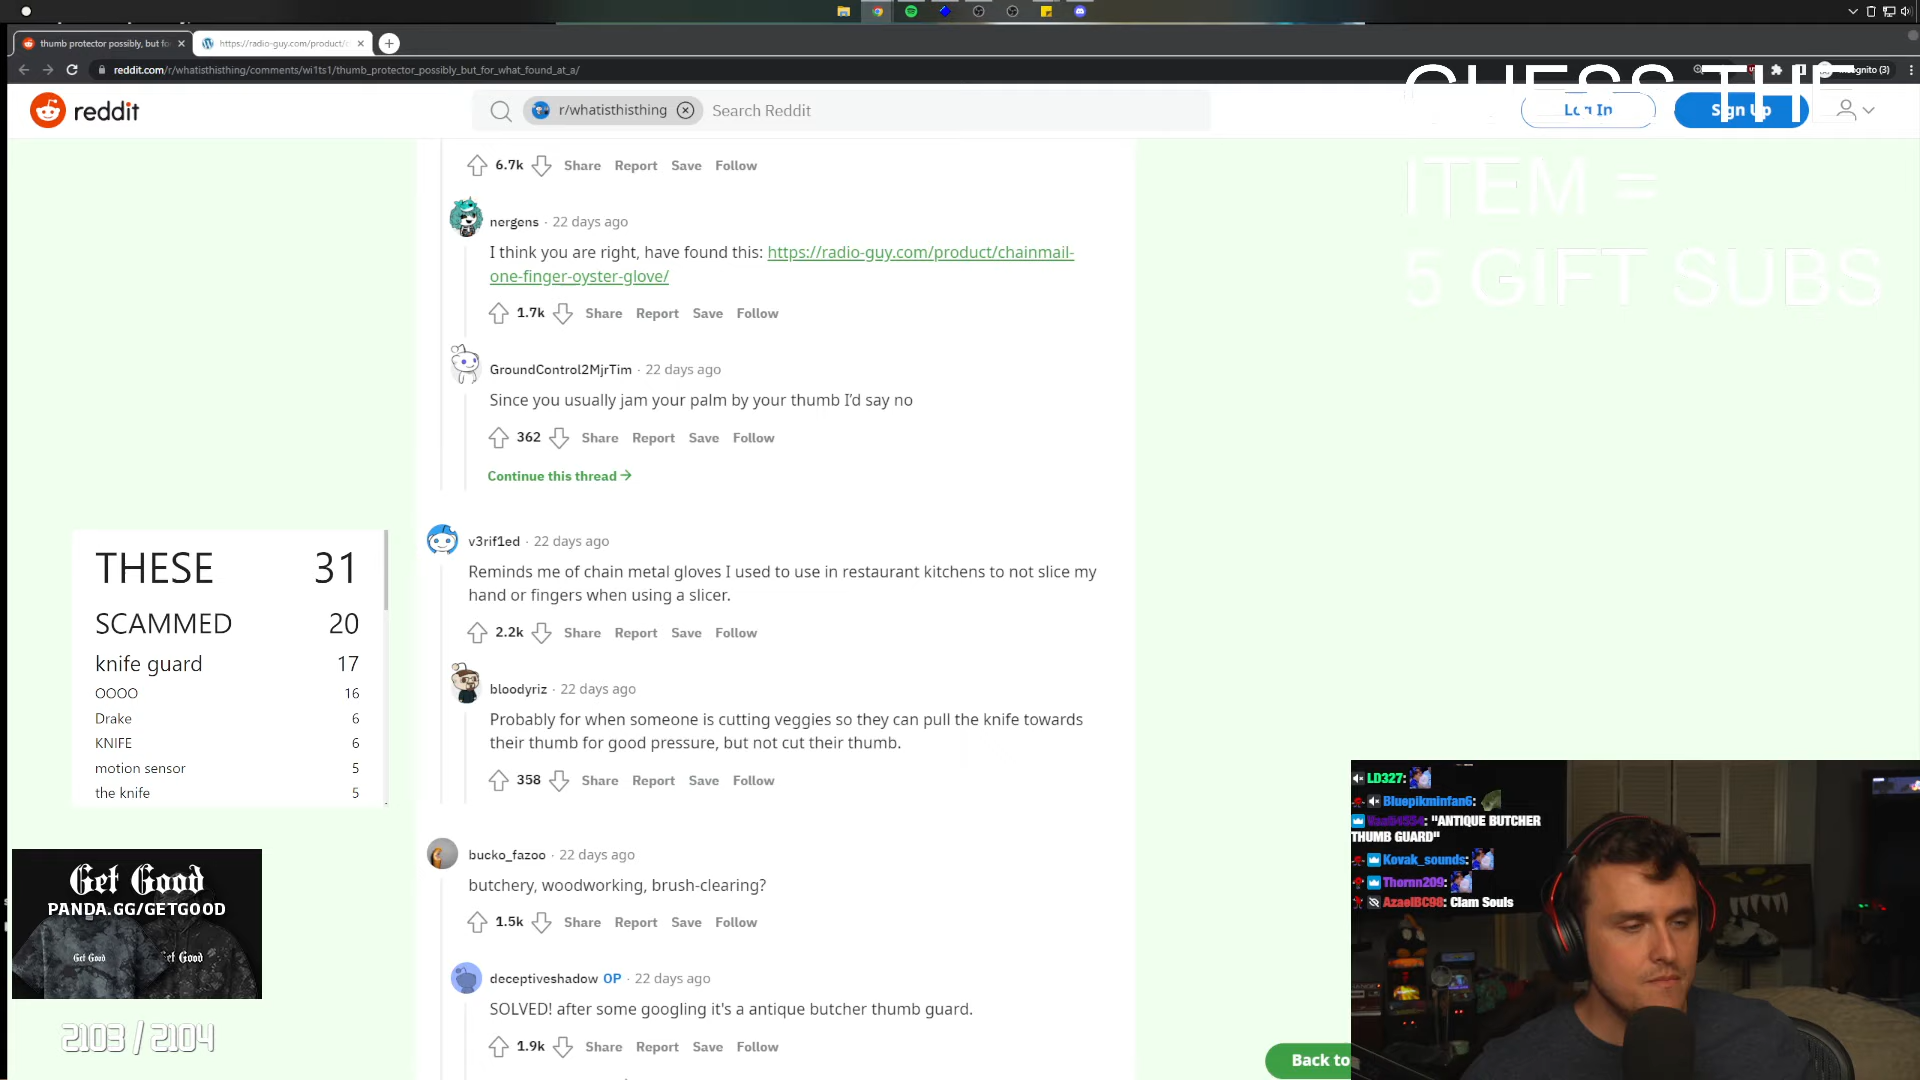 thumb protector possibly, but fo
https://radio-guy.com/product/c
reddit.com/r/whatisthisthing/comments/wi1ts1/thumb_protector_possibly_but_for_what_found_at_a/
Incognito (3)
reddit
r/whatisthisthing
Search Reddit
Log In
Sign Up
GUESS THE
ITEM =
5 GIFT SUBS
6.7k Share Report Save Follow
nergens · 22 days ago
I think you are right, have found this: https://radio-guy.com/product/chainmail-
one-finger-oyster-glove/
1.7k Share Report Save Follow
GroundControl2MjrTim · 22 days ago
Since you usually jam your palm by your thumb I'd say no
362 Share Report Save Follow
Continue this thread
v3rif1ed · 22 days ago
Reminds me of chain metal gloves I used to use in restaurant kitchens to not slice my
hand or fingers when using a slicer.
2.2k Share Report Save Follow
bloodyriz · 22 days ago
Probably for when someone is cutting veggies so they can pull the knife towards
their thumb for good pressure, but not cut their thumb.
358 Share Report Save Follow
bucko_fazoo · 22 days ago
butchery, woodworking, brush-clearing?
1.5k Share Report Save Follow
deceptiveshadow OP · 22 days ago
SOLVED! after some googling it's a antique butcher thumb guard.
1.9k Share Report Save Follow
Back to
THESE 31
SCAMMED 20
knife guard 17
OOOO 16
Drake 6
KNIFE 6
motion sensor 5
the knife 5
Get Good
PANDA.GG/GETGOOD
Get Good
Get Good
2103 / 2104
LD327:
Bluepikminfan6:
"ANTIQUE BUTCHER
THUMB GUARD"
Kovak_sounds:
Thornn209:
AzaelBC98: Clam Souls